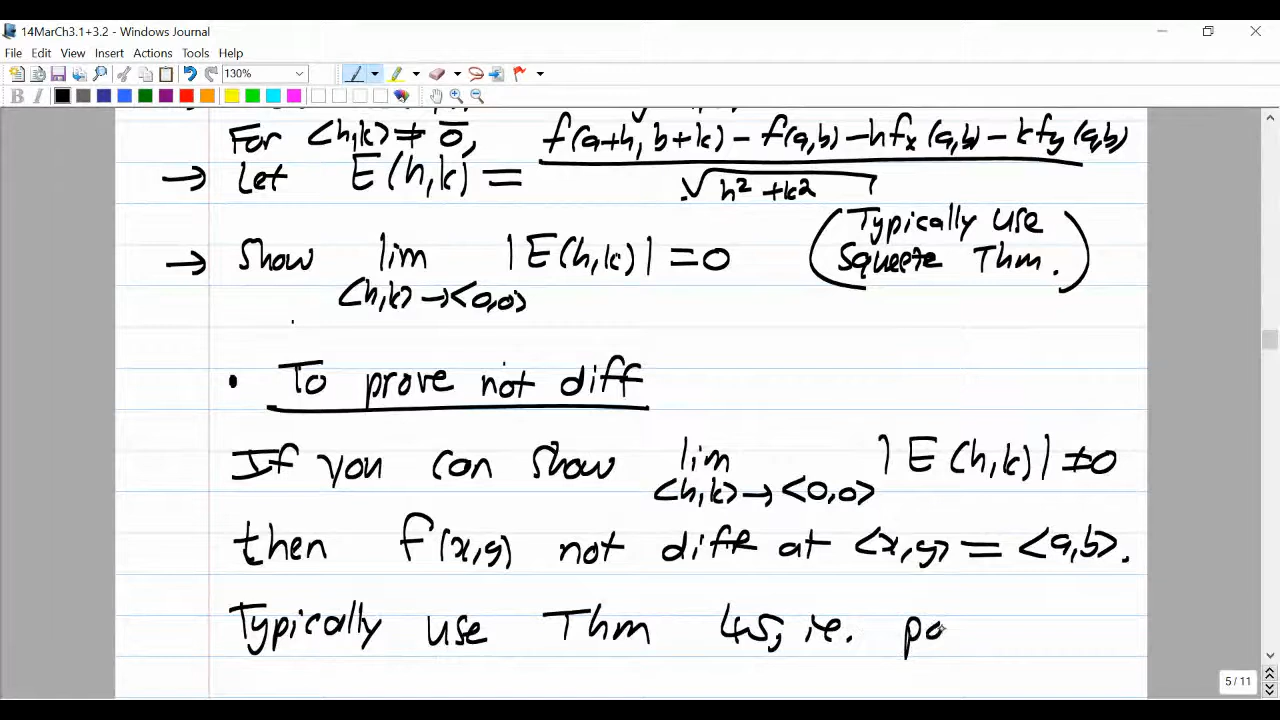 14MarCh3.1+3.2 - Windows Journal
File Edit View Insert Actions Tools Help
130%
B I
For <h,k> ≠ 0, f(a+h, b+k) - f(a,b) - hfx(a,b) - kfy(a,b)
→ Let E(h,k) = √h² + k²
(Typically use
→ Show lim |E(h,k)| = 0 Squeeze Thm.)
<h,k> → <0,0>
• To prove not diff
If you can show lim |E(h,k)| ≠ 0
<h,k> → <0,0>
then f(x,y) not diff at <x,y> = <a,b>.
Typically use Thm 45, ie. po
5 / 11